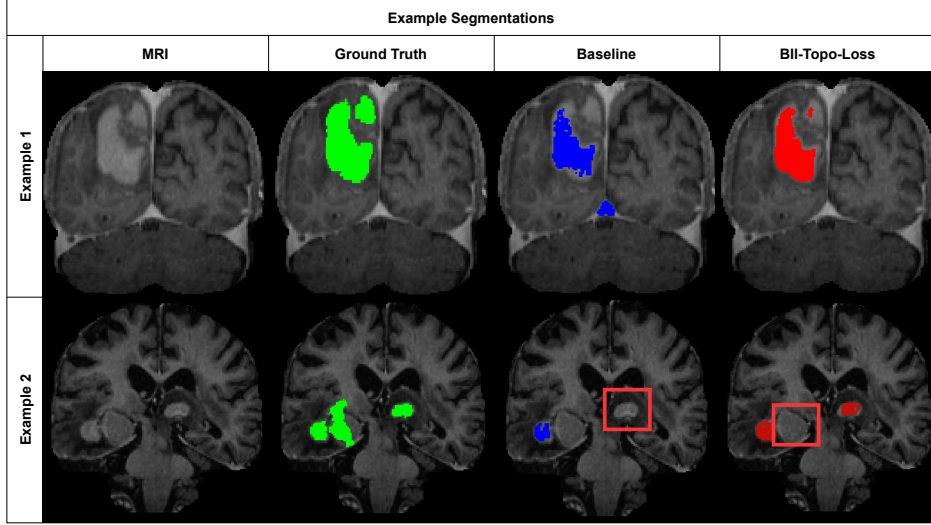 Example Segmentations
MRI
Ground Truth
Baseline
BII-Topo-Loss
Example 1
Example 2